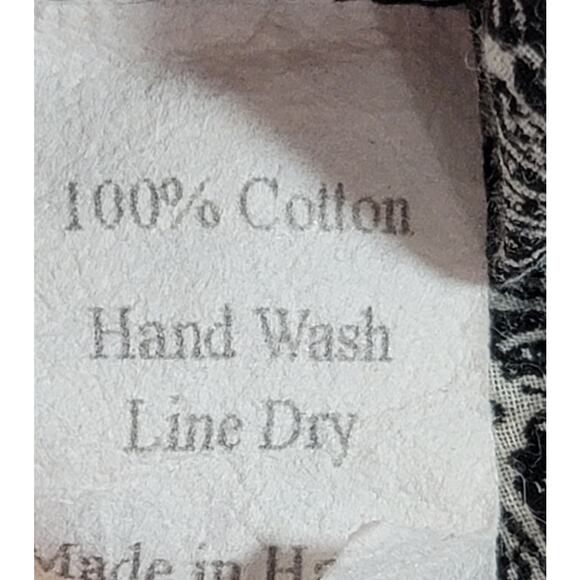 100% Cotton
Hand Wash
Line Dry
Made in